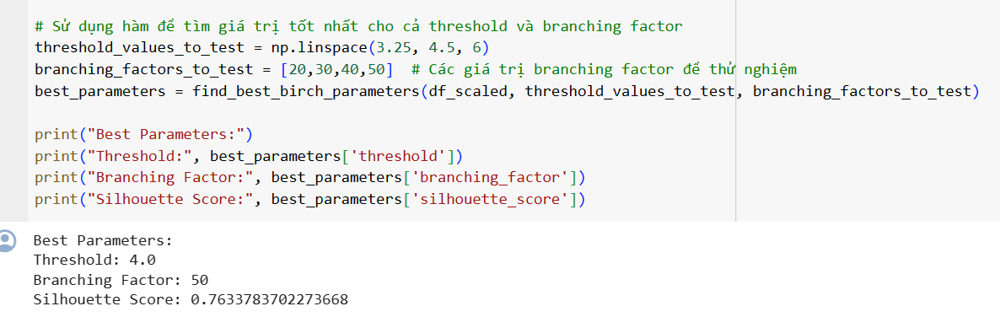 # Sử dụng hàm để tìm giá trị tốt nhất cho cả threshold và branching factor
threshold_values_to_test = np.linspace(3.25, 4.5, 6)
branching_factors_to_test = [20,30,40,50]  # Các giá trị branching factor để thử nghiệm
best_parameters = find_best_birch_parameters(df_scaled, threshold_values_to_test, branching_factors_to_test)
print("Best Parameters:")
print("Threshold:", best_parameters['threshold'])
print("Branching Factor:", best_parameters['branching_factor'])
print("Silhouette Score:", best_parameters['silhouette_score'])
Best Parameters:
Threshold: 4.0
Branching Factor: 50
Silhouette Score: 0.7633783702273668